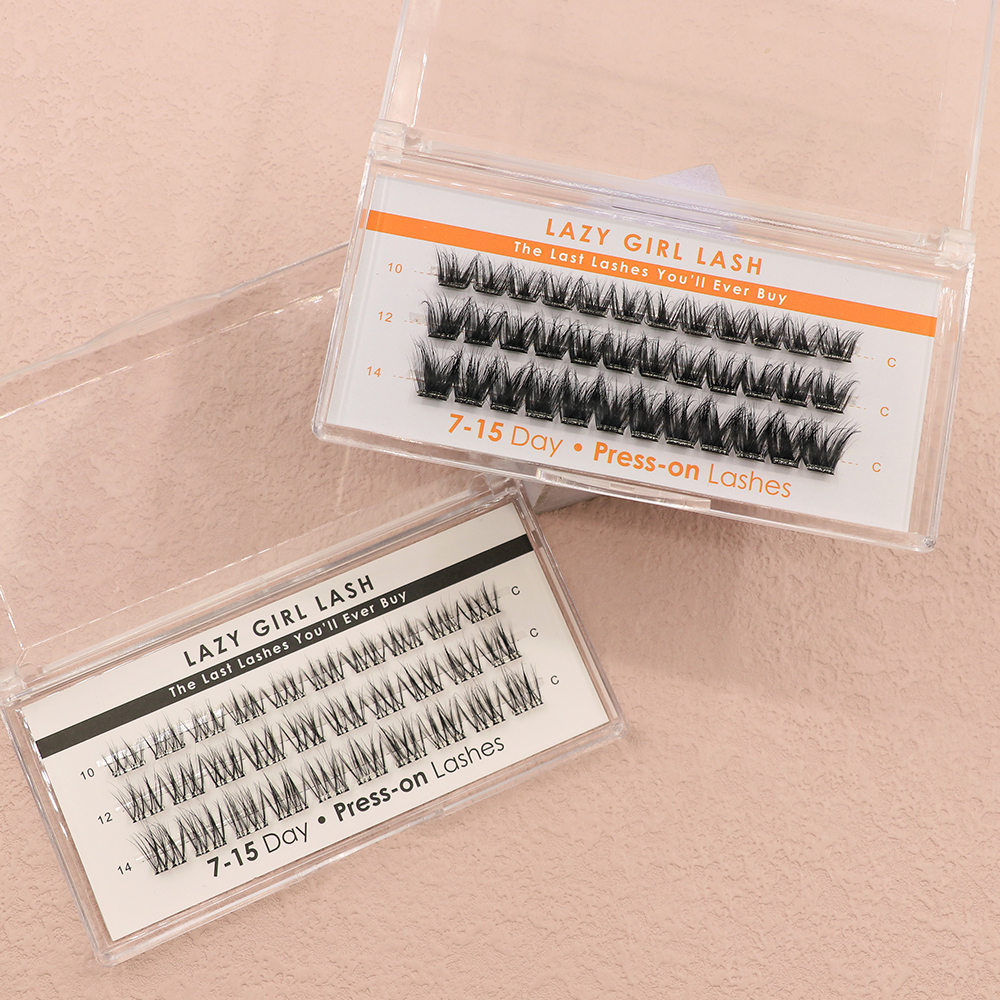 LAZY GIRL LASH
The Last Lashes You'll Ever Buy
10 C
12 C
14 C
7-15 Day • Press-on Lashes
LAZY GIRL LASH
The Last Lashes You'll Ever Buy
10 C
12 C
14 C
7-15 Day • Press-on Lashes